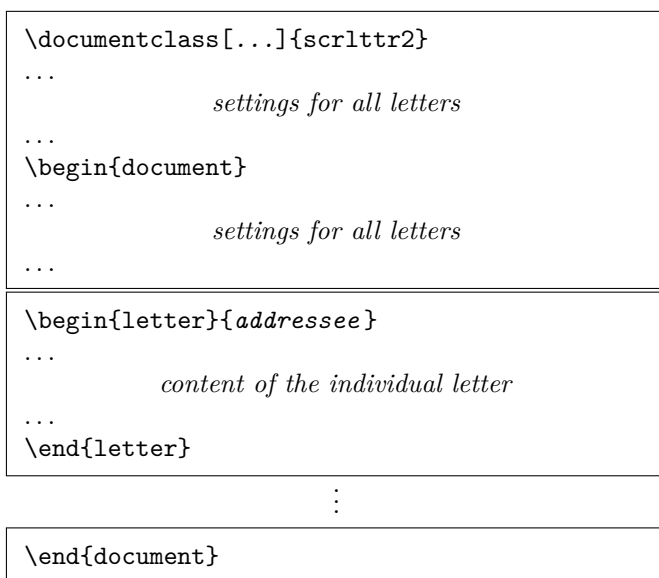 \documentclass[...]{scrlttr2}
...
settings for all letters
...
\begin{document}
...
settings for all letters
...
\begin{letter}{addressee}
...
content of the individual letter
...
\end{letter}
⋮
\end{document}